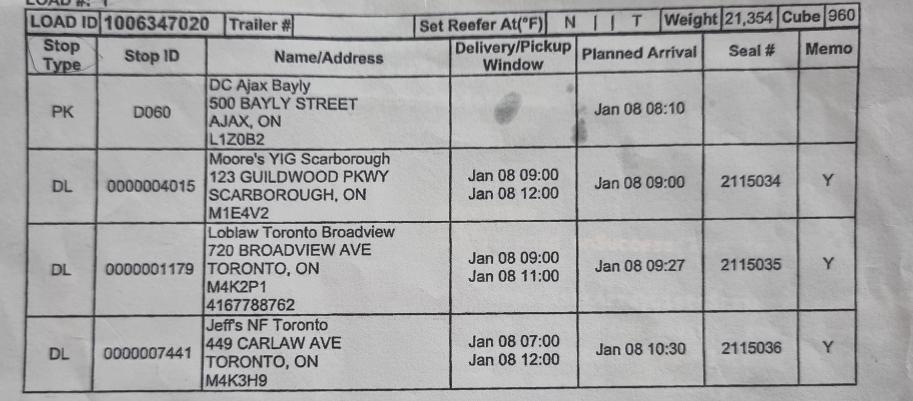 LOAD #: 1
LOAD ID 1006347020 Trailer # Set Reefer At(°F) N | | T Weight 21,354 Cube 960
Stop Type Stop ID Name/Address Delivery/Pickup Window Planned Arrival Seal # Memo
PK D060 DC Ajax Bayly Jan 08 08:10
500 BAYLY STREET
AJAX, ON
L1Z0B2
DL 0000004015 Moore's YIG Scarborough Jan 08 09:00 Jan 08 09:00 2115034 Y
123 GUILDWOOD PKWY Jan 08 12:00
SCARBOROUGH, ON
M1E4V2
DL 0000001179 Loblaw Toronto Broadview Jan 08 09:00 Jan 08 09:27 2115035 Y
720 BROADVIEW AVE Jan 08 11:00
TORONTO, ON
M4K2P1
4167788762
DL 0000007441 Jeff's NF Toronto Jan 08 07:00 Jan 08 10:30 2115036 Y
449 CARLAW AVE Jan 08 12:00
TORONTO, ON
M4K3H9